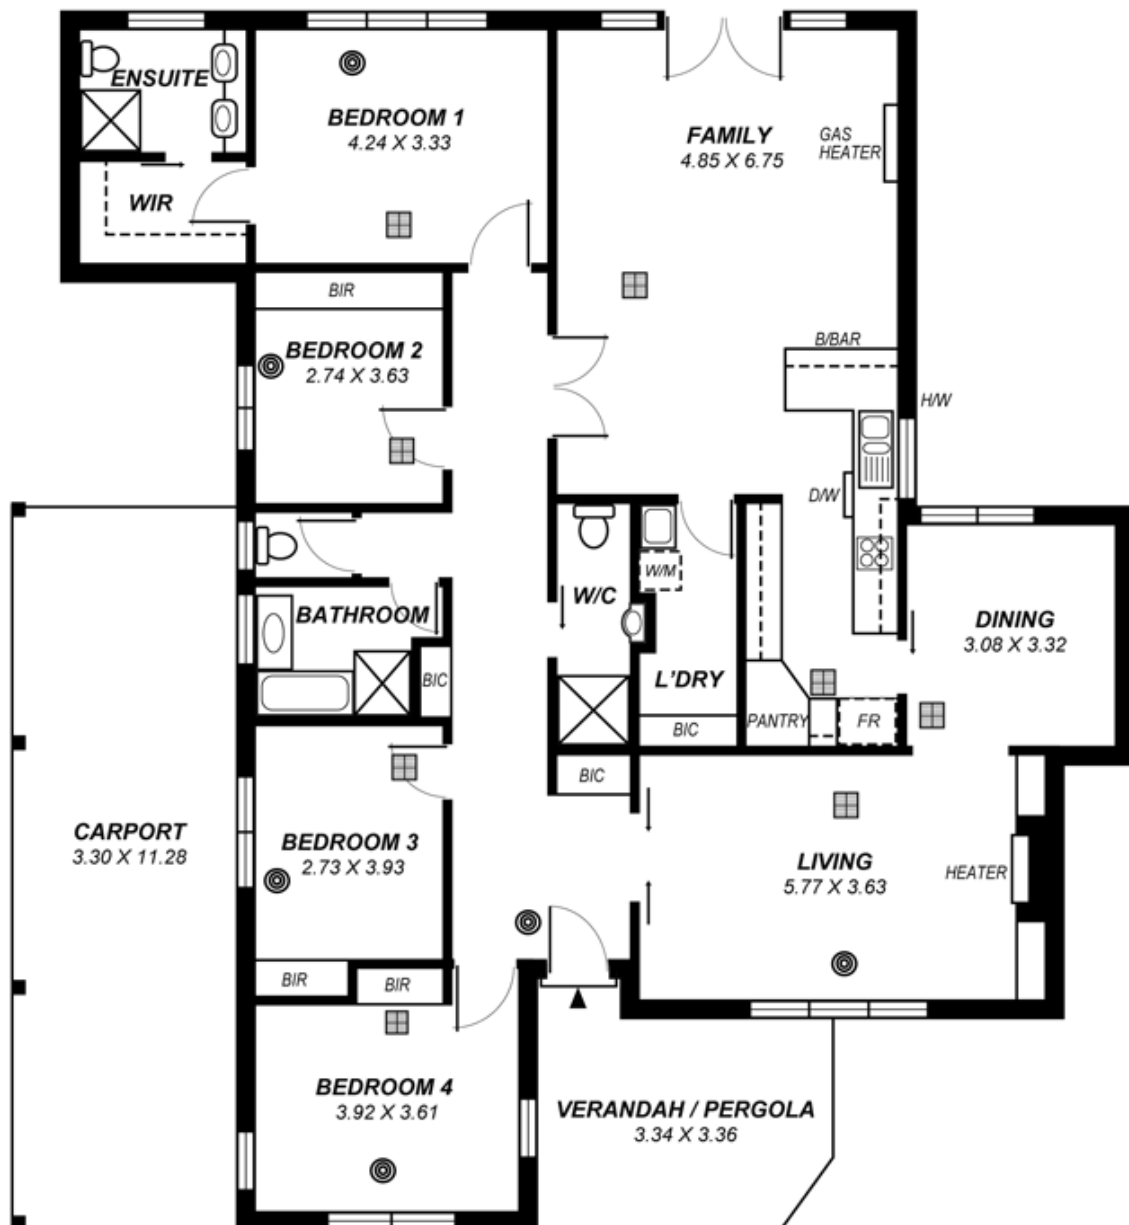 ENSUITE
BEDROOM 1
4.24 X 3.33
FAMILY
4.85 X 6.75
GAS
HEATER
WIR
BIR
BEDROOM 2
2.74 X 3.63
B/BAR
H/W
D/W
W/M
W/C
BATHROOM
DINING
3.08 X 3.32
L'DRY
BIC
PANTRY
FR
BIC
BIC
CARPORT
3.30 X 11.28
BEDROOM 3
2.73 X 3.93
LIVING
5.77 X 3.63
HEATER
BIR
BIR
BEDROOM 4
3.92 X 3.61
VERANDAH / PERGOLA
3.34 X 3.36